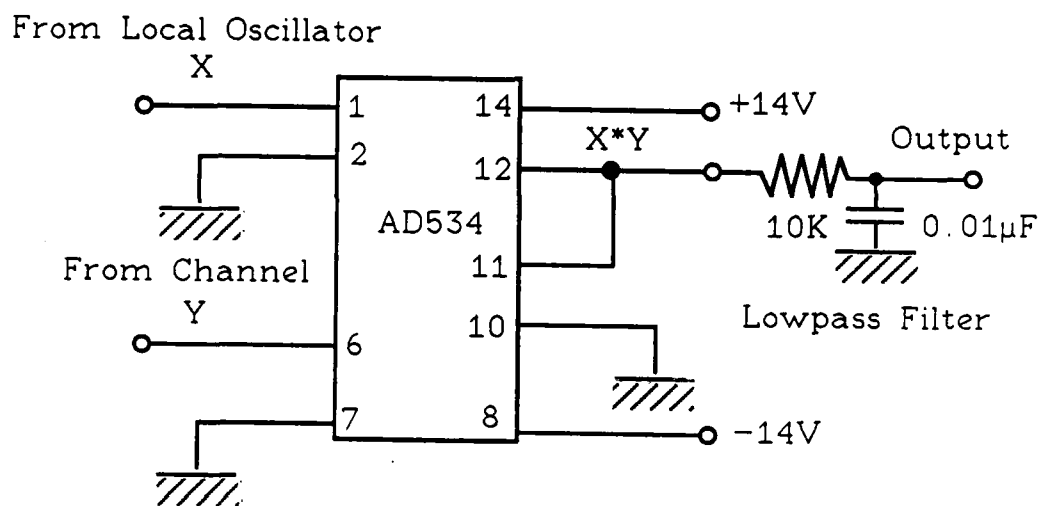 From Local Oscillator
X
1
14
+14V
2
X*Y
Output
12
AD534
10K
0.01μF
From Channel
11
Y
10
Lowpass Filter
6
7
8
-14V